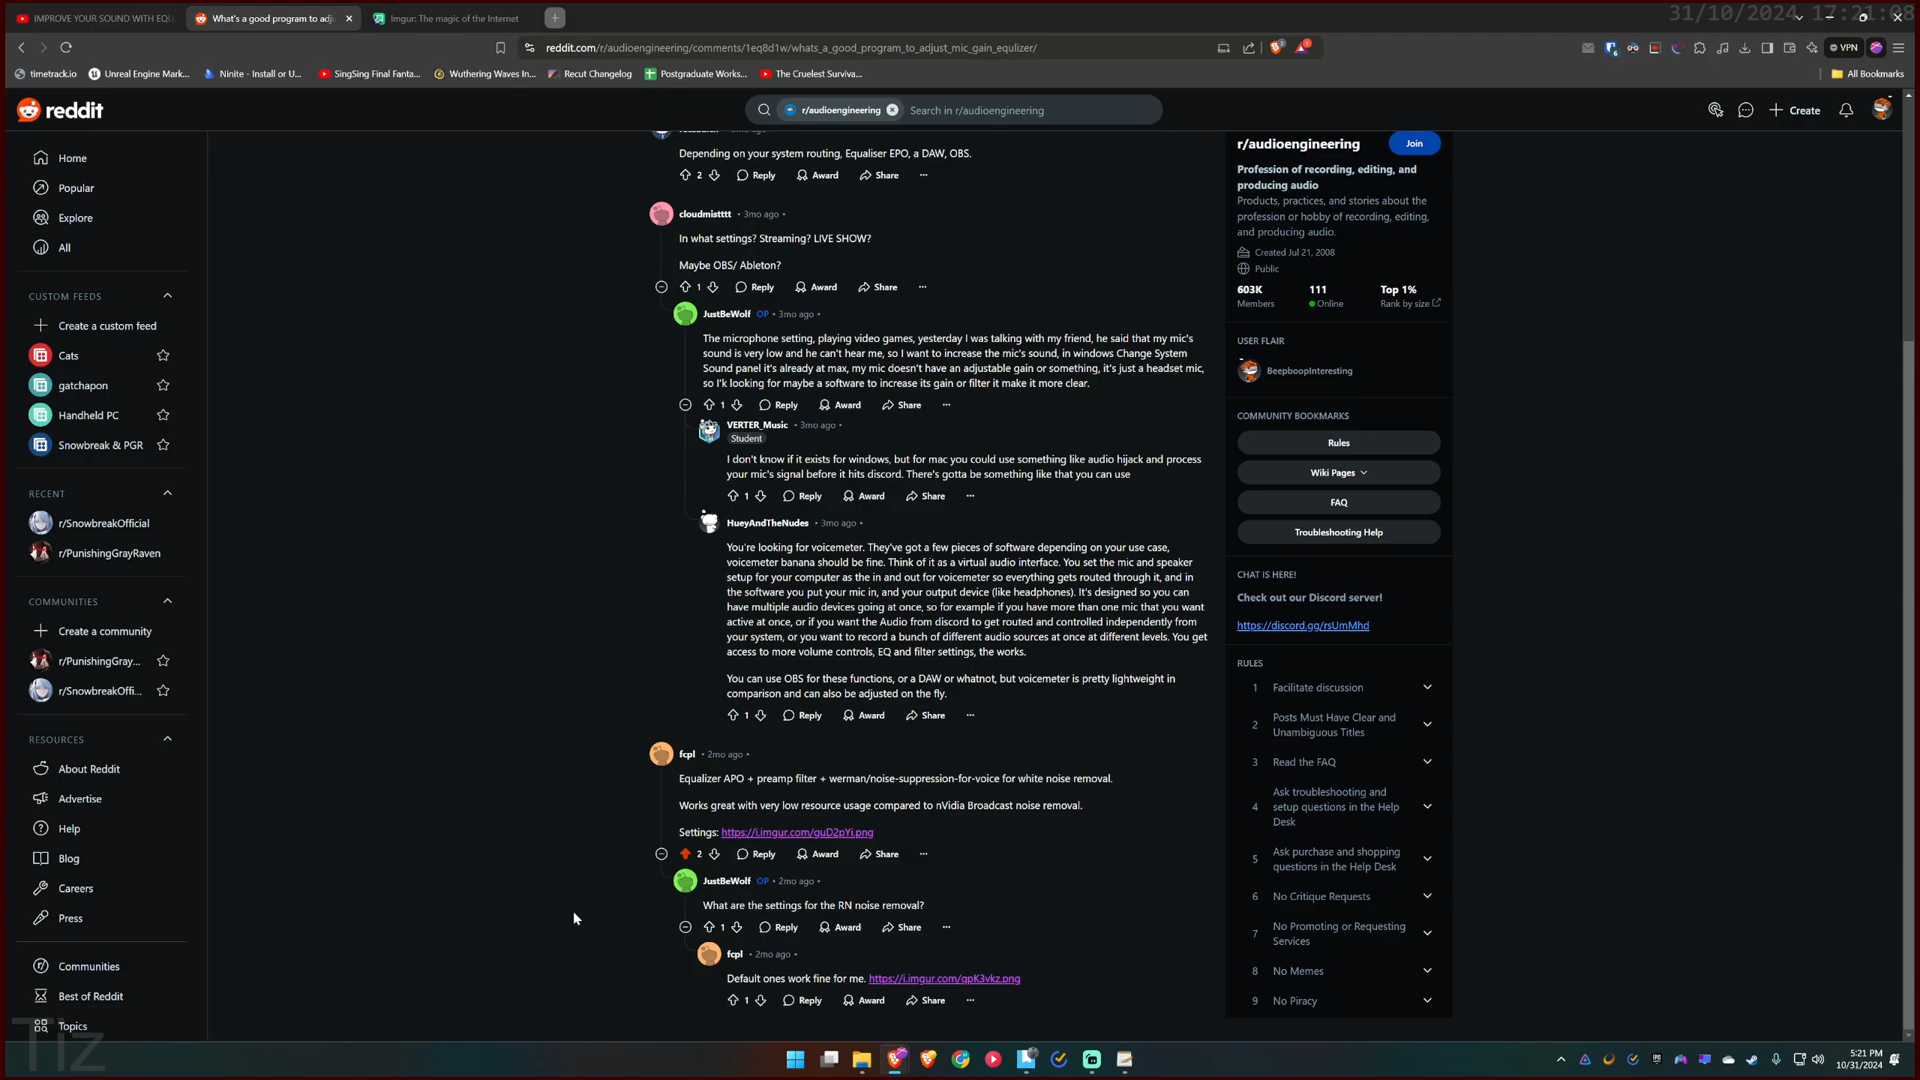 31/10/2024 17:21:08
IMPROVE YOUR SOUND WITH EQU
What's a good program to adj
Imgur: The magic of the Internet
reddit.com/r/audioengineering/comments/1eq8d1w/whats_a_good_program_to_adjust_mic_gain_equlizer/
VPN
timetrack.io
Unreal Engine Mark...
Ninite - Install or U...
SingSing Final Fanta...
Wuthering Waves In...
Recut Changelog
Postgraduate Works...
The Cruelest Surviva...
All Bookmarks
reddit
r/audioengineering
Search in r/audioengineering
Create
Home
Popular
Explore
All
CUSTOM FEEDS
Create a custom feed
Cats
gatchapon
Handheld PC
Snowbreak & PGR
RECENT
r/SnowbreakOfficial
r/PunishingGrayRaven
COMMUNITIES
Create a community
r/PunishingGray...
r/SnowbreakOffi...
RESOURCES
About Reddit
Advertise
Help
Blog
Careers
Press
Communities
Best of Reddit
Topics
Tiz
Depending on your system routing, Equaliser EPO, a DAW, OBS.
2 Reply Award Share
cloudmistttt • 3mo ago •
In what settings? Streaming? LIVE SHOW?
Maybe OBS/ Ableton?
1 Reply Award Share
JustBeWolf OP • 3mo ago •
The microphone setting, playing video games, yesterday I was talking with my friend, he said that my mic's
sound is very low and he can't hear me, so I want to increase the mic's sound, in windows Change System
Sound panel it's already at max, my mic doesn't have an adjustable gain or something, it's just a headset mic,
so I'k looking for maybe a software to increase its gain or filter it make it more clear.
1 Reply Award Share
VERTER_Music • 3mo ago •
Student
I don't know if it exists for windows, but for mac you could use something like audio hijack and process
your mic's signal before it hits discord. There's gotta be something like that you can use
1 Reply Award Share
HueyAndTheNudes • 3mo ago •
You're looking for voicemeter. They've got a few pieces of software depending on your use case,
voicemeter banana should be fine. Think of it as a virtual audio interface. You set the mic and speaker
setup for your computer as the in and out for voicemeter so everything gets routed through it, and in
the software you put your mic in, and your output device (like headphones). It's designed so you can
have multiple audio devices going at once, so for example if you have more than one mic that you want
active at once, or if you want the Audio from discord to get routed and controlled independently from
your system, or you want to record a bunch of different audio sources at once at different levels. You get
access to more volume controls, EQ and filter settings, the works.
You can use OBS for these functions, or a DAW or whatnot, but voicemeter is pretty lightweight in
comparison and can also be adjusted on the fly.
1 Reply Award Share
fcpl • 2mo ago •
Equalizer APO + preamp filter + werman/noise-suppression-for-voice for white noise removal.
Works great with very low resource usage compared to nVidia Broadcast noise removal.
Settings: https://i.imgur.com/guD2pYi.png
2 Reply Award Share
JustBeWolf OP • 2mo ago •
What are the settings for the RN noise removal?
1 Reply Award Share
fcpl • 2mo ago •
Default ones work fine for me. https://i.imgur.com/qpK3vkz.png
1 Reply Award Share
r/audioengineering
Join
Profession of recording, editing, and
producing audio
Products, practices, and stories about the
profession or hobby of recording, editing,
and producing audio.
Created Jul 21, 2008
Public
603K 111 Top 1%
Members Online Rank by size
USER FLAIR
BeepboopInteresting
COMMUNITY BOOKMARKS
Rules
Wiki Pages
FAQ
Troubleshooting Help
CHAT IS HERE!
Check out our Discord server!
https://discord.gg/rsUmMhd
RULES
1 Facilitate discussion
2 Posts Must Have Clear and
Unambiguous Titles
3 Read the FAQ
4 Ask troubleshooting and
setup questions in the Help
Desk
5 Ask purchase and shopping
questions in the Help Desk
6 No Critique Requests
7 No Promoting or Requesting
Services
8 No Memes
9 No Piracy
5:21 PM
10/31/2024